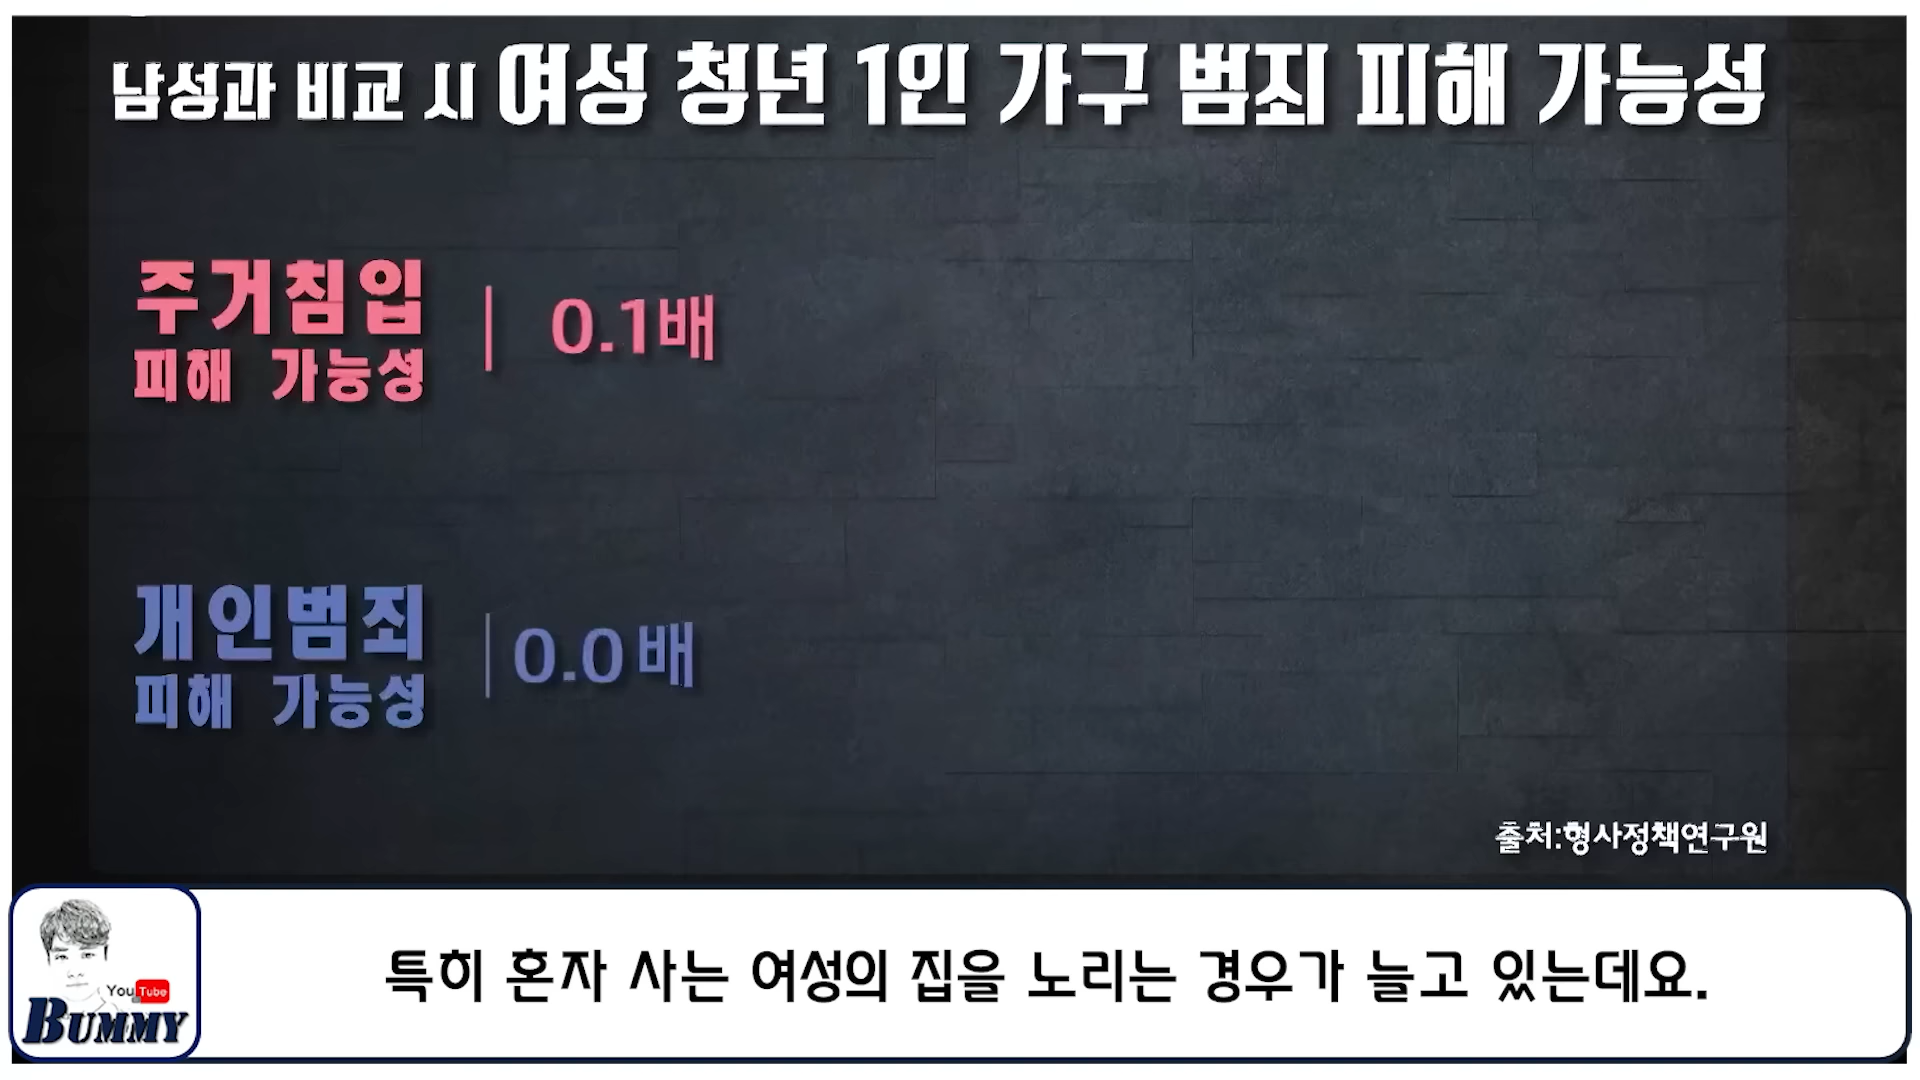 남성과 비교 시 여성 청년 1인 가구 범죄 피해 가능성
주거침입
피해 가능성
0.1배
개인범죄
피해 가능성
0.0배
출처:형사정책연구원
YouTube
BUMMY
특히 혼자 사는 여성의 집을 노리는 경우가 늘고 있는데요.